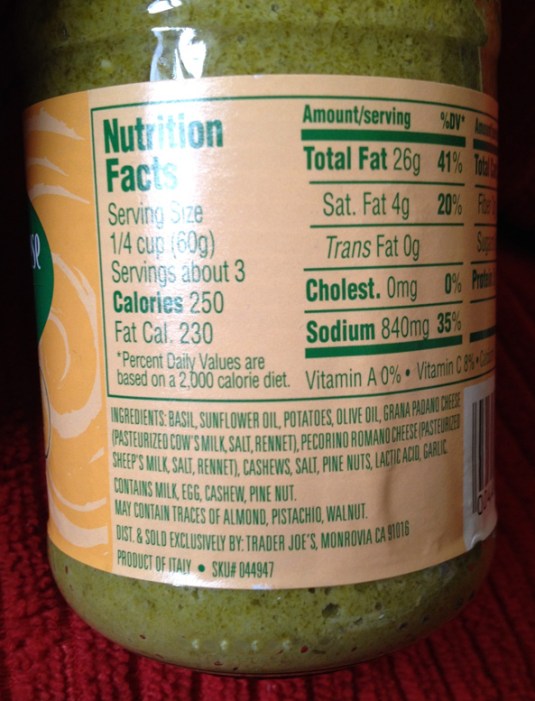 Nutrition
Facts
Serving Size
1/4 cup (60g)
Servings about 3
Calories 250
Fat Cal. 230
*Percent Daily Values are
based on a 2,000 calorie diet.
Amount/serving %DV*
Total Fat 26g 41%
Sat. Fat 4g 20%
Trans Fat 0g
Cholest. 0mg 0%
Sodium 840mg 35%
Vitamin A 0% • Vitamin C 8% •
Total
INGREDIENTS: BASIL, SUNFLOWER OIL, POTATOES, OLIVE OIL, GRANA PADANO CHEESE
(PASTEURIZED COW'S MILK, SALT, RENNET), PECORINO ROMANO CHEESE (PASTEURIZED
SHEEP'S MILK, SALT, RENNET), CASHEWS, SALT, PINE NUTS, LACTIC ACID, GARLIC.
CONTAINS MILK, EGG, CASHEW, PINE NUT.
MAY CONTAIN TRACES OF ALMOND, PISTACHIO, WALNUT.
DIST. & SOLD EXCLUSIVELY BY: TRADER JOE'S, MONROVIA CA 91016
PRODUCT OF ITALY • SKU# 044947